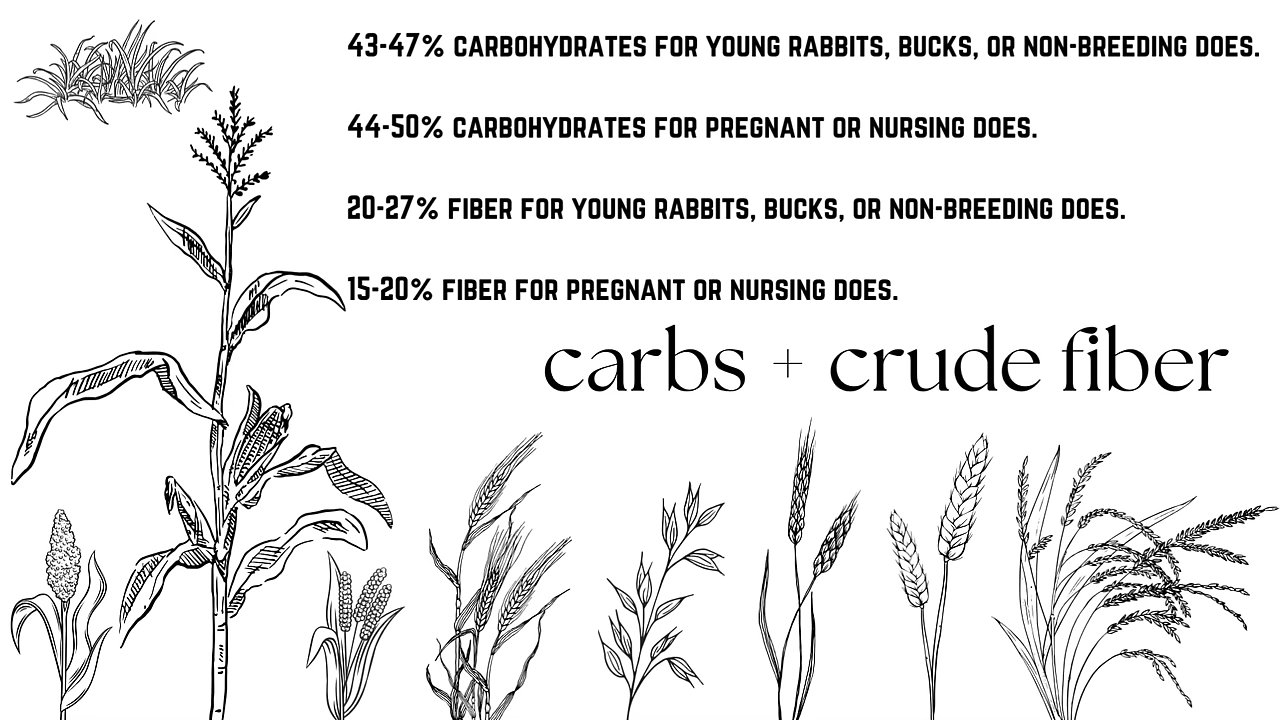 43-47% CARBOHYDRATES FOR YOUNG RABBITS, BUCKS, OR NON-BREEDING DOES.
44-50% CARBOHYDRATES FOR PREGNANT OR NURSING DOES.
20-27% FIBER FOR YOUNG RABBITS, BUCKS, OR NON-BREEDING DOES.
15-20% FIBER FOR PREGNANT OR NURSING DOES.
carbs + crude fiber